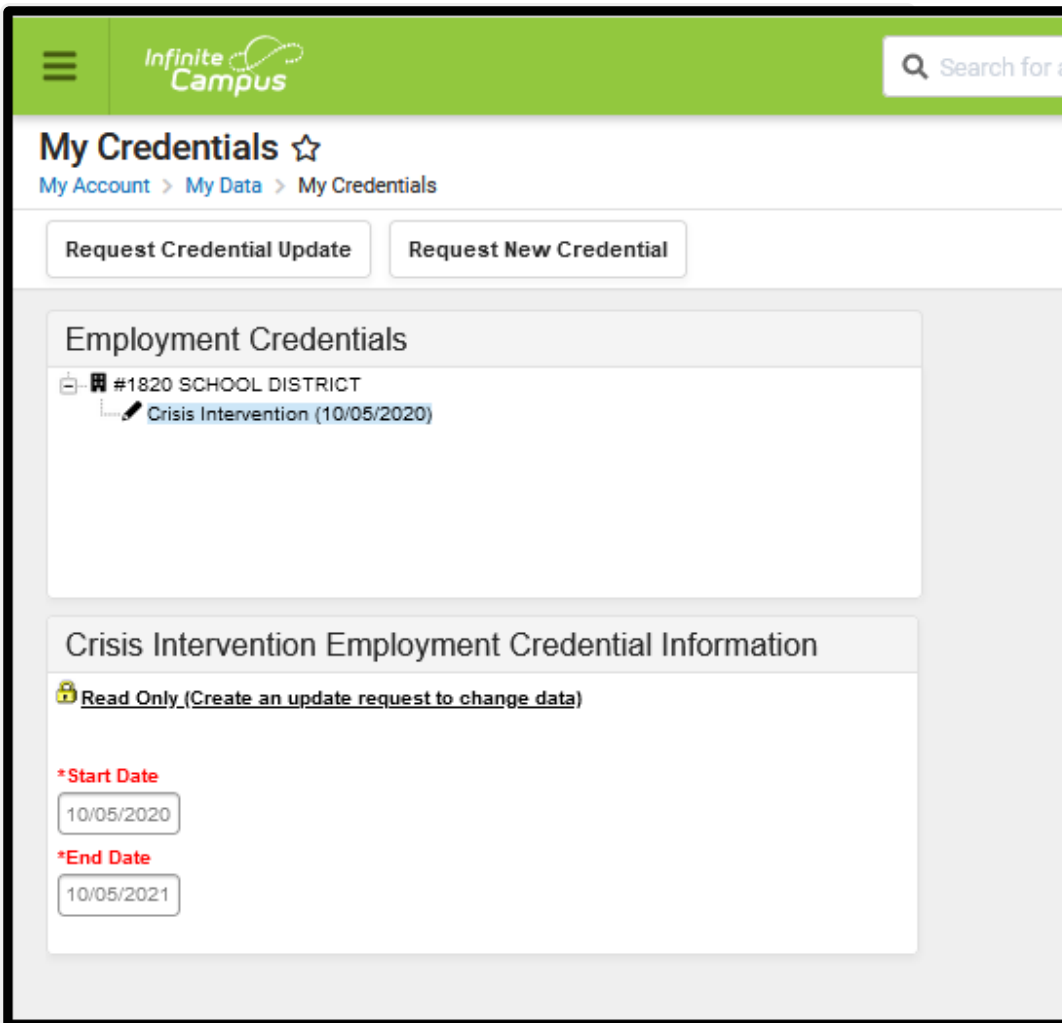 Infinite
Campus
Search for a
My Credentials
My Account > My Data > My Credentials
Request Credential Update
Request New Credential
Employment Credentials
#1820 SCHOOL DISTRICT
Crisis Intervention (10/05/2020)
Crisis Intervention Employment Credential Information
Read Only (Create an update request to change data)
*Start Date
10/05/2020
*End Date
10/05/2021